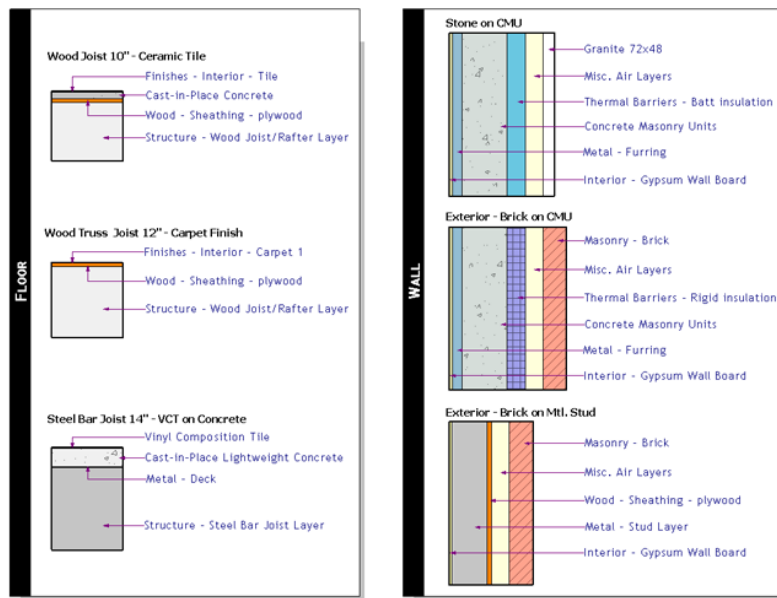 FLOOR
Wood Joist 10" - Ceramic Tile
Finishes - Interior - Tile
Cast-in-Place Concrete
Wood - Sheathing - plywood
Structure - Wood Joist/Rafter Layer
Wood Truss Joist 12" - Carpet Finish
Finishes - Interior - Carpet 1
Wood - Sheathing - plywood
Structure - Wood Joist/Rafter Layer
Steel Bar Joist 14" - VCT on Concrete
Vinyl Composition Tile
Cast-in-Place Lightweight Concrete
Metal - Deck
Structure - Steel Bar Joist Layer
WALL
Stone on CMU
Granite 72x48
Misc. Air Layers
Thermal Barriers - Batt Insulation
Concrete Masonry Units
Metal - Furring
Interior - Gypsum Wall Board
Exterior - Brick on CMU
Masonry - Brick
Misc. Air Layers
Thermal Barriers - Rigid Insulation
Concrete Masonry Units
Metal - Furring
Interior - Gypsum Wall Board
Exterior - Brick on Mtl. Stud
Masonry - Brick
Misc. Air Layers
Wood - Sheathing - plywood
Metal - Stud Layer
Interior - Gypsum Wall Board